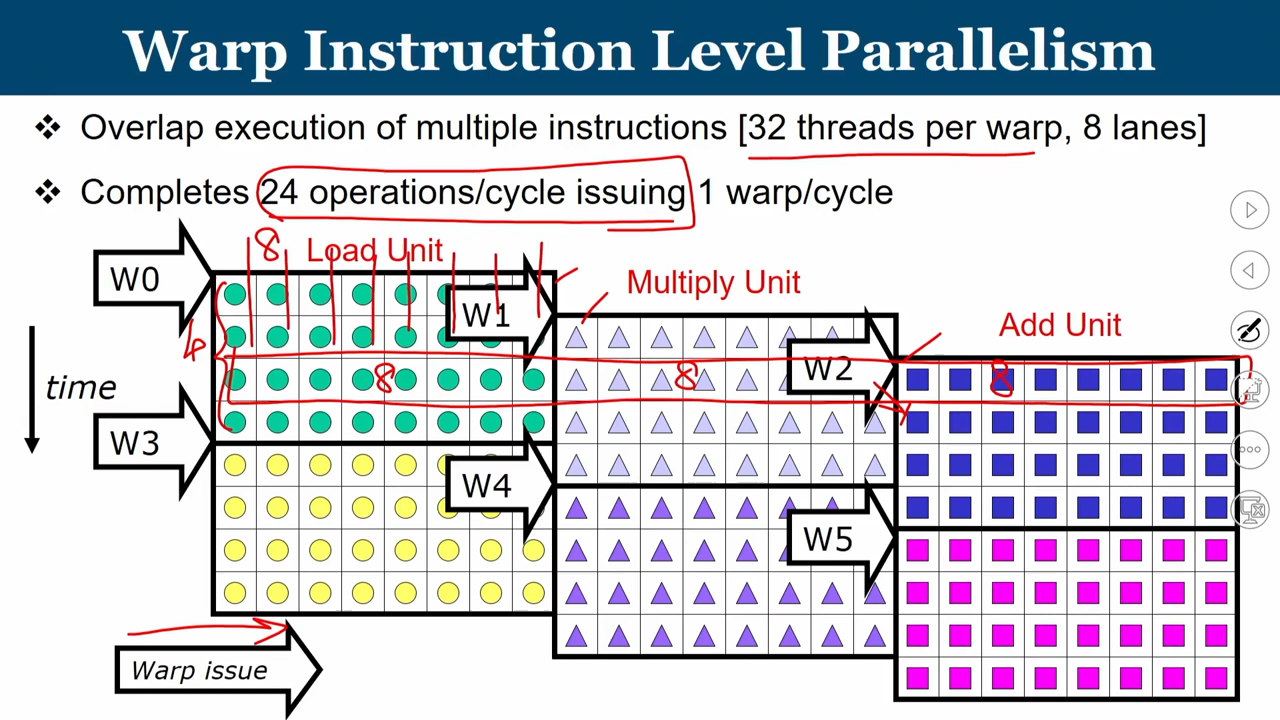 Warp Instruction Level Parallelism
❖ Overlap execution of multiple instructions [32 threads per warp, 8 lanes]
❖ Completes 24 operations/cycle issuing 1 warp/cycle
W0
8
Load Unit
W1
Multiply Unit
W2
Add Unit
4
8
8
8
time
W3
W4
W5
Warp issue